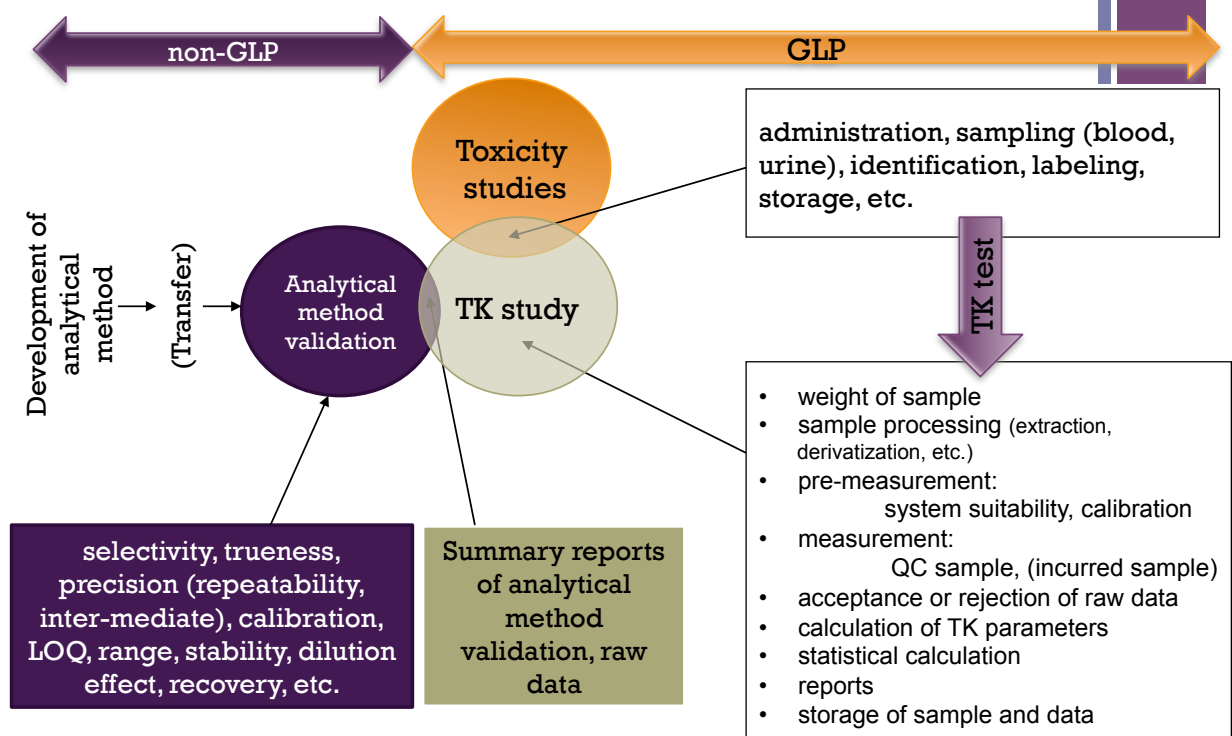 non-GLP
GLP
Toxicity
studies
administration, sampling (blood,
urine), identification, labeling,
storage, etc.
Development of
analytical
method
(Transfer)
Analytical
method
validation
TK study
TK test
• weight of sample
• sample processing (extraction,
derivatization, etc.)
• pre-measurement:
system suitability, calibration
• measurement:
QC sample, (incurred sample)
• acceptance or rejection of raw data
• calculation of TK parameters
• statistical calculation
• reports
• storage of sample and data
selectivity, trueness,
precision (repeatability,
inter-mediate), calibration,
LOQ, range, stability, dilution
effect, recovery, etc.
Summary reports
of analytical
method
validation, raw
data